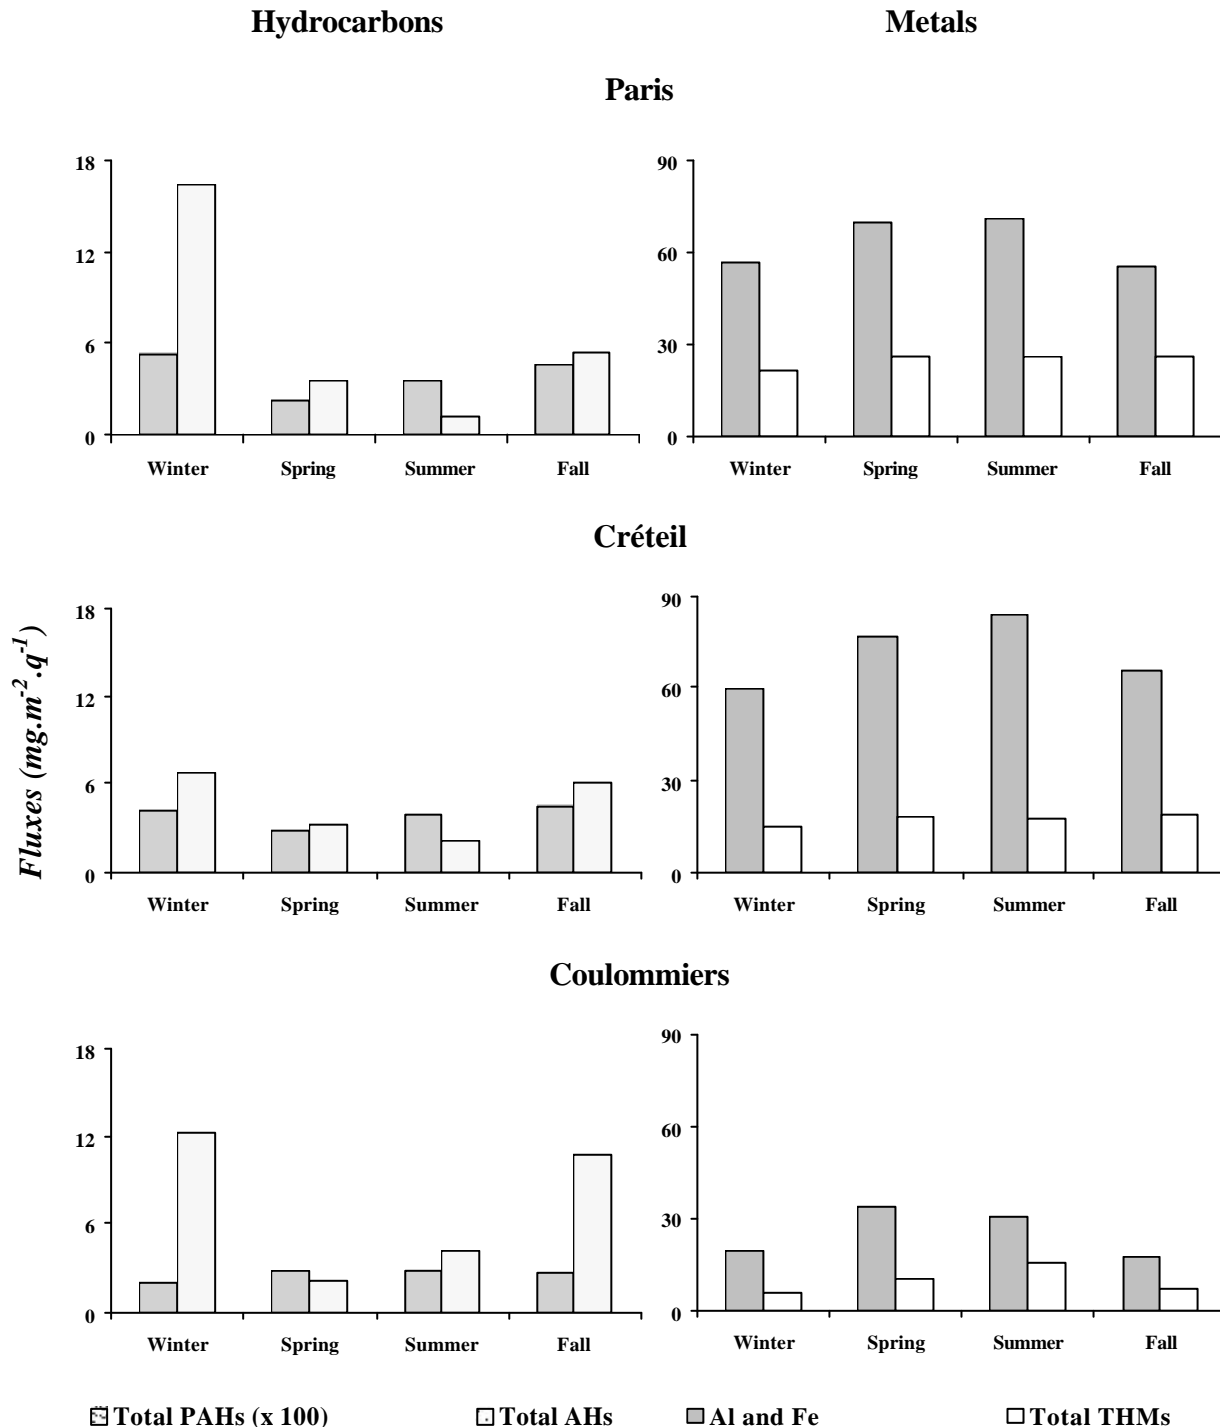 Hydrocarbons Metals
Paris
18 90
12 60
6 30
0 0
Winter Spring Summer Fall Winter Spring Summer Fall
Créteil
Fluxes (mg.m-2.q-1)
18 90
12 60
6 30
0 0
Winter Spring Summer Fall Winter Spring Summer Fall
Coulommiers
18 90
12 60
6 30
0 0
Winter Spring Summer Fall Winter Spring Summer Fall
Total PAHs (x 100) Total AHs Al and Fe Total THMs